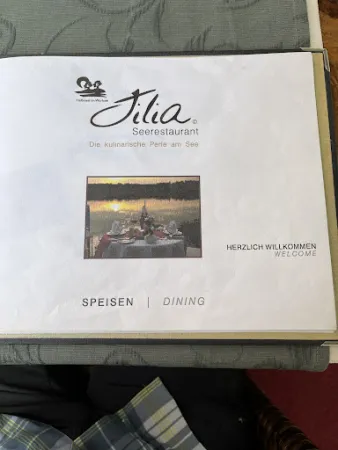 Tilia ©
Seerestaurant
Die kulinarische Perle am See
HERZLICH WILLKOMMEN
WELCOME
SPEISEN | DINING